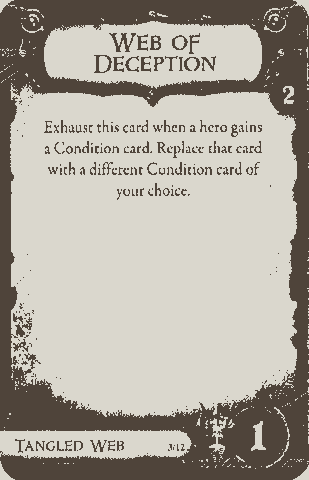 WEB OF
DECEPTION
2
Exhaust this card when a hero gains
a Condition card. Replace that card
with a different Condition card of
your choice.
TANGLED WEB
3/12
1